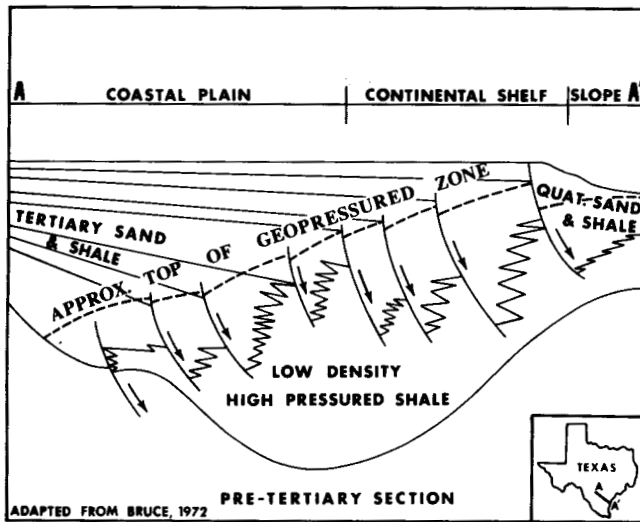 A COASTAL PLAIN CONTINENTAL SHELF SLOPE A'
APPROX. TOP OF GEOPRESSURED ZONE
TERTIARY SAND
& SHALE
QUAT. SAND
& SHALE
LOW DENSITY
HIGH PRESSURED SHALE
TEXAS
A
A'
PRE-TERTIARY SECTION
ADAPTED FROM BRUCE, 1972